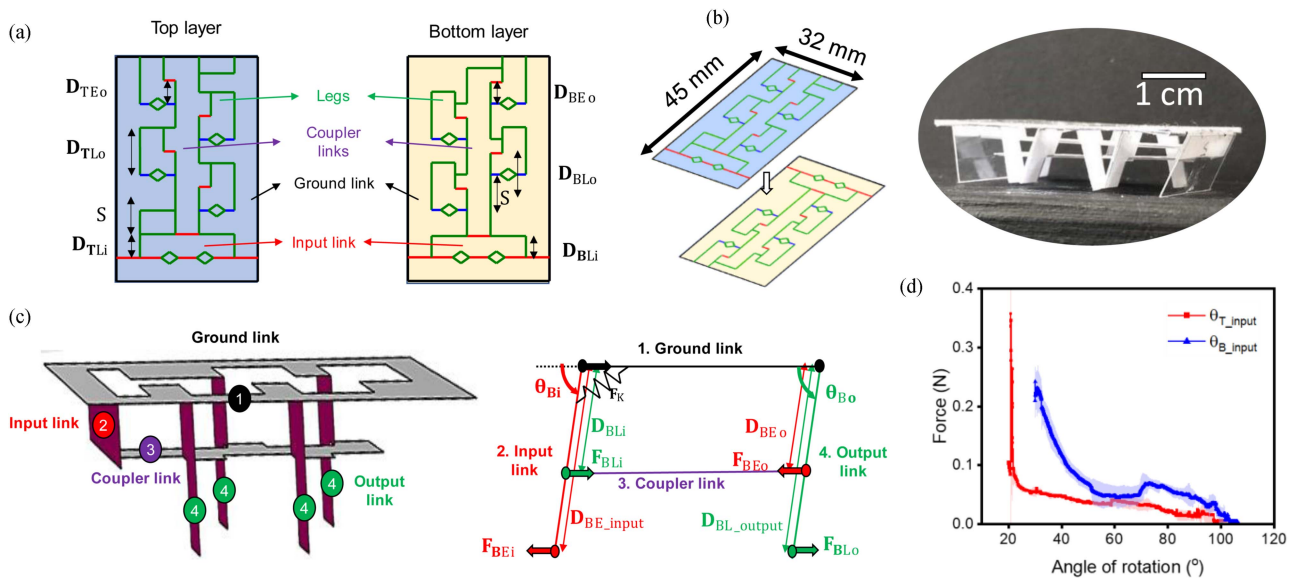 (a)
Top layer
Bottom layer
D_TEo
D_TLo
S
D_TLi
Legs
Coupler
links
Ground link
Input link
D_BEo
D_BLo
S
D_BLi
(b)
45 mm
32 mm
1 cm
(c)
Ground link
1
Input link
2
3
Coupler link
4
4
4
4
Output
link
1. Ground link
θ_Bi
F_K
θ_Bo
D_BLi
D_BEo
2. Input
link
F_BLi
F_BEo
4. Output
link
3. Coupler link
D_BE_input
D_BL_output
F_BEi
F_BLo
(d)
Force (N)
0.4
0.3
0.2
0.1
0.0
θ_T_input
θ_B_input
20 40 60 80 100 120
Angle of rotation (°)